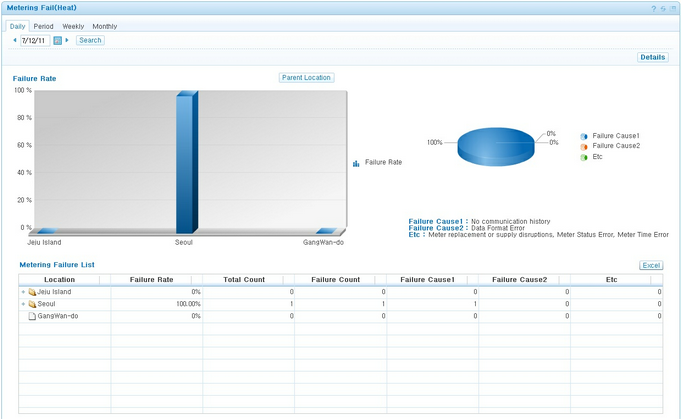 Metering Fail(Heat)
Daily Period Weekly Monthly
7/12/11 Search
Details
Failure Rate
Parent Location
100 %
80 %
60 %
40 %
20 %
0 %
Jeju Island Seoul GangWan-do
Failure Rate
100% 0%
0%
Failure Cause1
Failure Cause2
Etc
Failure Cause1 : No communication history
Failure Cause2 : Data Format Error
Etc : Meter replacement or supply disruptions, Meter Status Error, Meter Time Error
Metering Failure List
Excel
Location Failure Rate Total Count Failure Count Failure Cause1 Failure Cause2 Etc
Jeju Island 0% 0 0 0 0 0
Seoul 100.00% 1 1 1 0 0
GangWan-do 0% 0 0 0 0 0